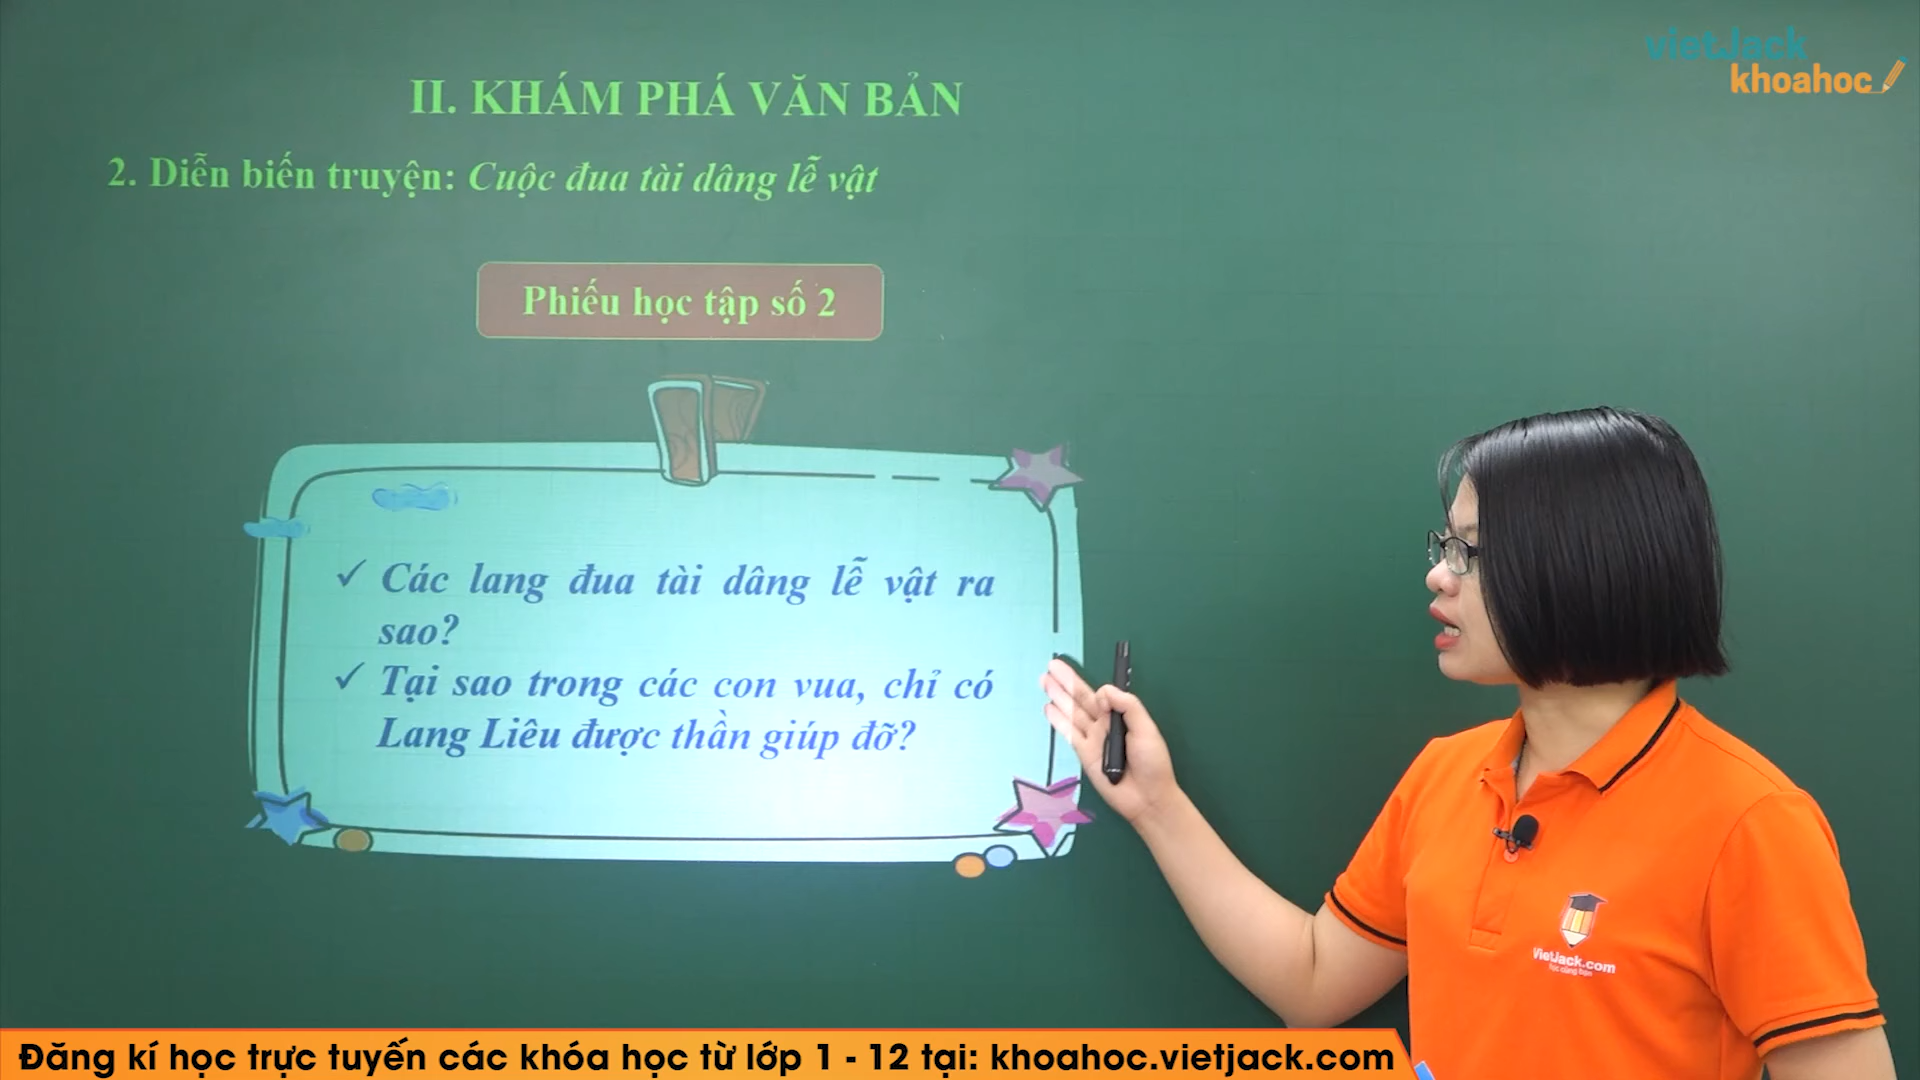 vietJack
khoahoc
II. KHÁM PHÁ VĂN BẢN
2. Diễn biến truyện: Cuộc đua tài dâng lễ vật
Phiếu học tập số 2
✓ Các lang đua tài dâng lễ vật ra
sao?
✓ Tại sao trong các con vua, chỉ có
Lang Liêu được thần giúp đỡ?
VietJack.com
học cùng bạn
Đăng kí học trực tuyến các khóa học từ lớp 1 - 12 tại: khoahoc.vietjack.com